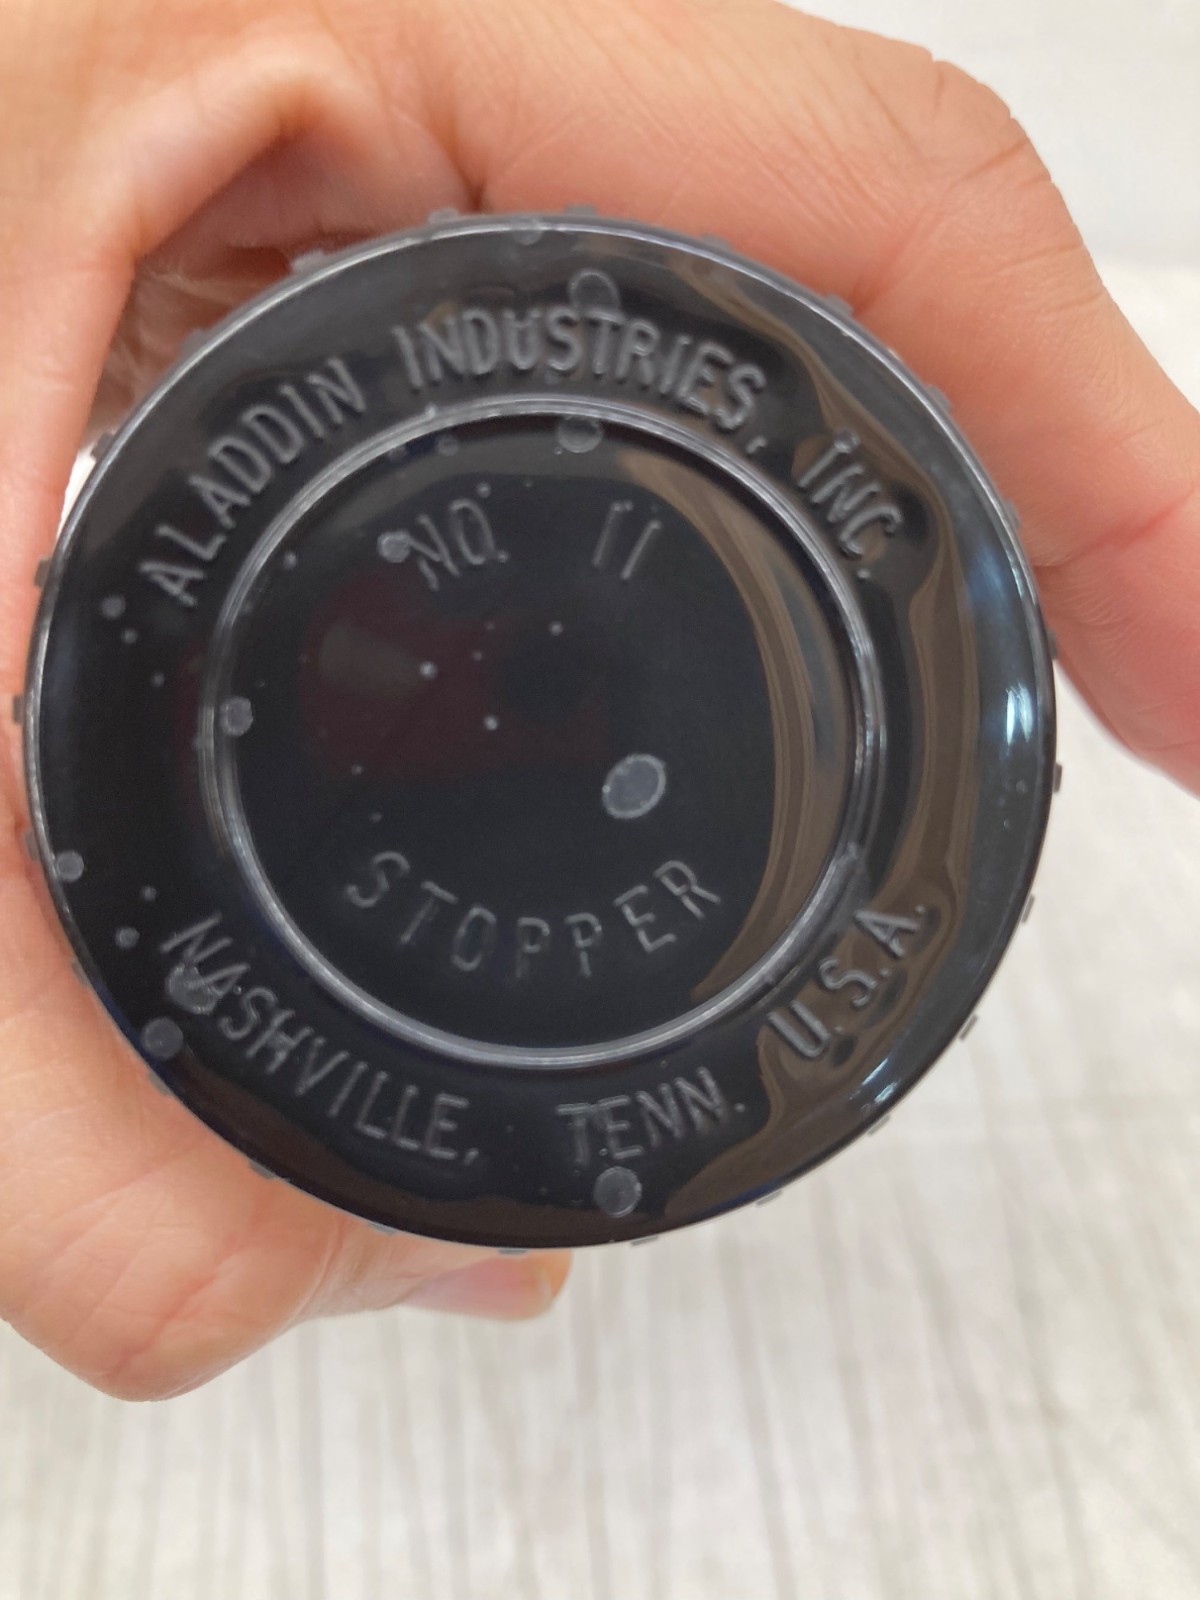 ALADDIN INDUSTRIES, INC.
NO. 11
STOPPER
NASHVILLE, TENN. U.S.A.